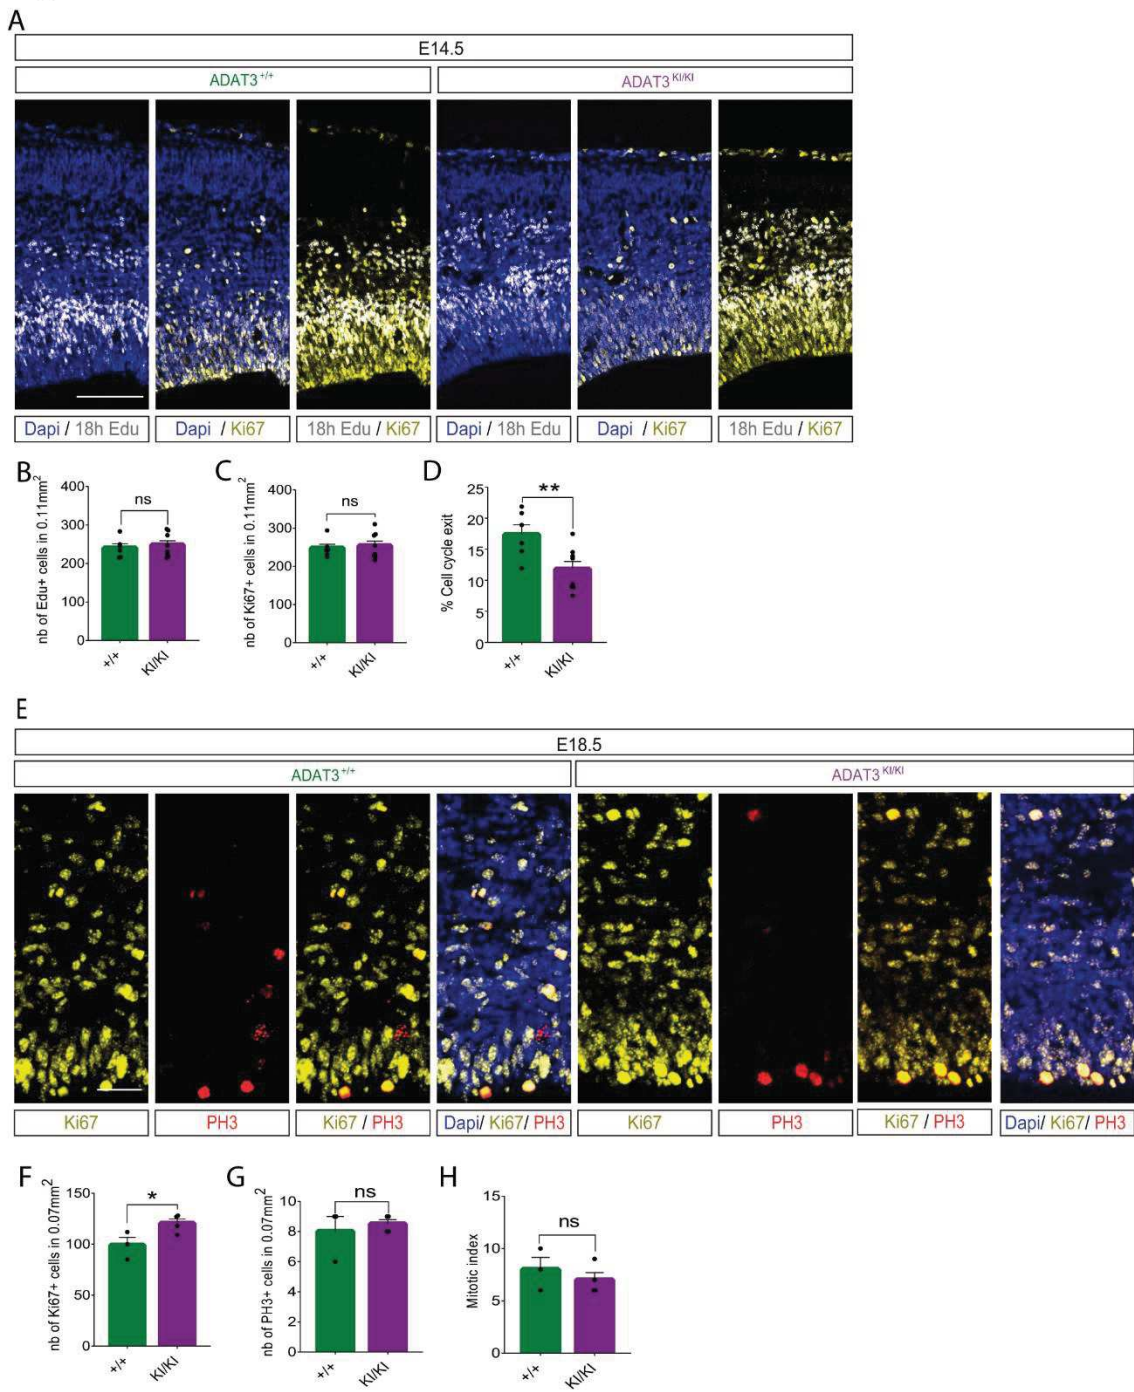 A
E14.5
ADAT3+/+ ADAT3KI/KI
Dapi / 18h Edu Dapi / Ki67 18h Edu / Ki67 Dapi / 18h Edu Dapi / Ki67 18h Edu / Ki67
B
nb of Edu+ cells in 0.11mm2
400
300
200
100
0
ns
+/+ KI/KI
C
nb of Ki67+ cells in 0.11mm2
400
300
200
100
0
ns
+/+ KI/KI
D
% Cell cycle exit
25
20
15
10
5
0
**
+/+ KI/KI
E
E18.5
ADAT3+/+ ADAT3KI/KI
Ki67 PH3 Ki67 / PH3 Dapi/ Ki67/ PH3 Ki67 PH3 Ki67 / PH3 Dapi/ Ki67/ PH3
F
nb of Ki67+ cells in 0.07mm2
150
100
50
0
*
+/+ KI/KI
G
nb of PH3+ cells in 0.07mm2
10
8
6
4
2
0
ns
+/+ KI/KI
H
Mitotic index
15
10
5
0
ns
+/+ KI/KI